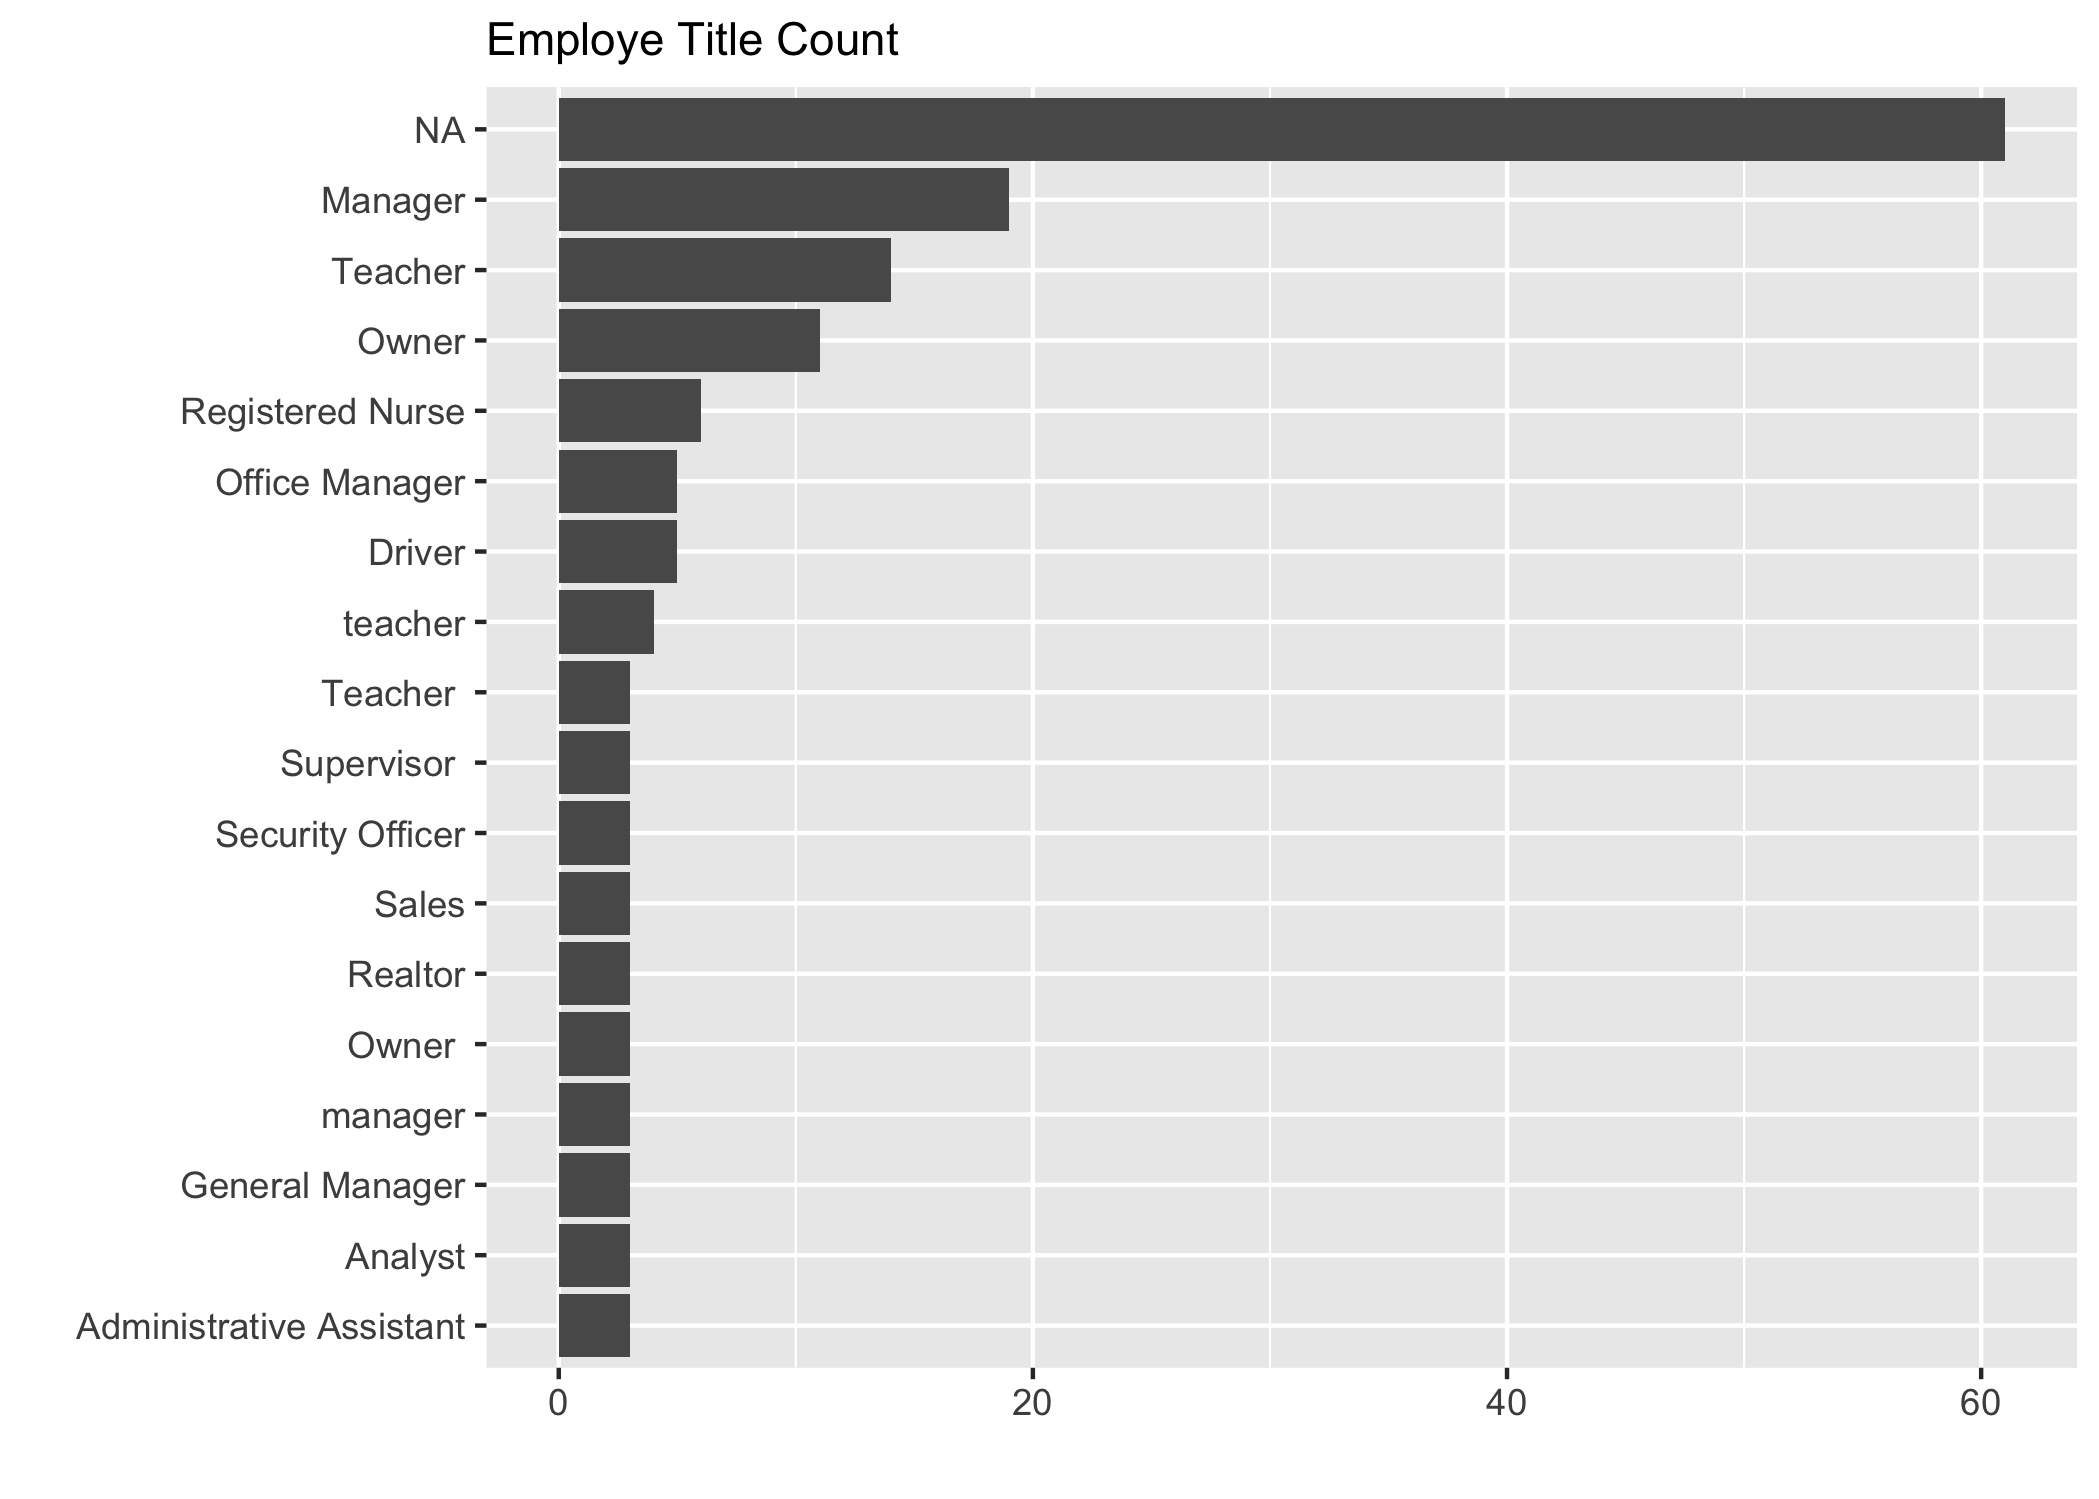 Employe Title Count
NA
Manager
Teacher
Owner
Registered Nurse
Office Manager
Driver
teacher
Teacher
Supervisor
Security Officer
Sales
Realtor
Owner
manager
General Manager
Analyst
Administrative Assistant
0 20 40 60